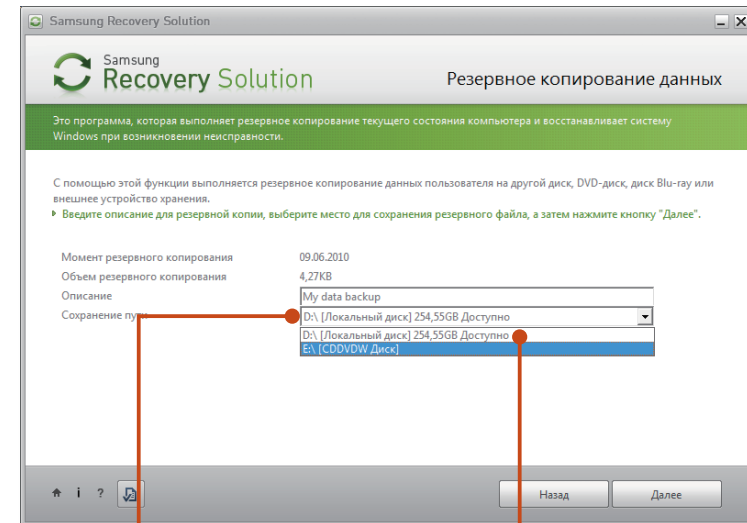 Samsung Recovery Solution
Samsung
Recovery Solution
Резервное копирование данных
Это программа, которая выполняет резервное копирование текущего состояния компьютера и восстанавливает систему
Windows при возникновении неисправности.
С помощью этой функции выполняется резервное копирование данных пользователя на другой диск, DVD-диск, диск Blu-ray или
внешнее устройство хранения.
Введите описание для резервной копии, выберите место для сохранения резервного файла, а затем нажмите кнопку "Далее".
Момент резервного копирования 09.06.2010
Объем резервного копирования 4,27KB
Описание My data backup
Сохранение пути D:\ [Локальный диск] 254,55GB Доступно
D:\ [Локальный диск] 254,55GB Доступно
E:\ [CDDVDW Диск]
i ? Назад Далее